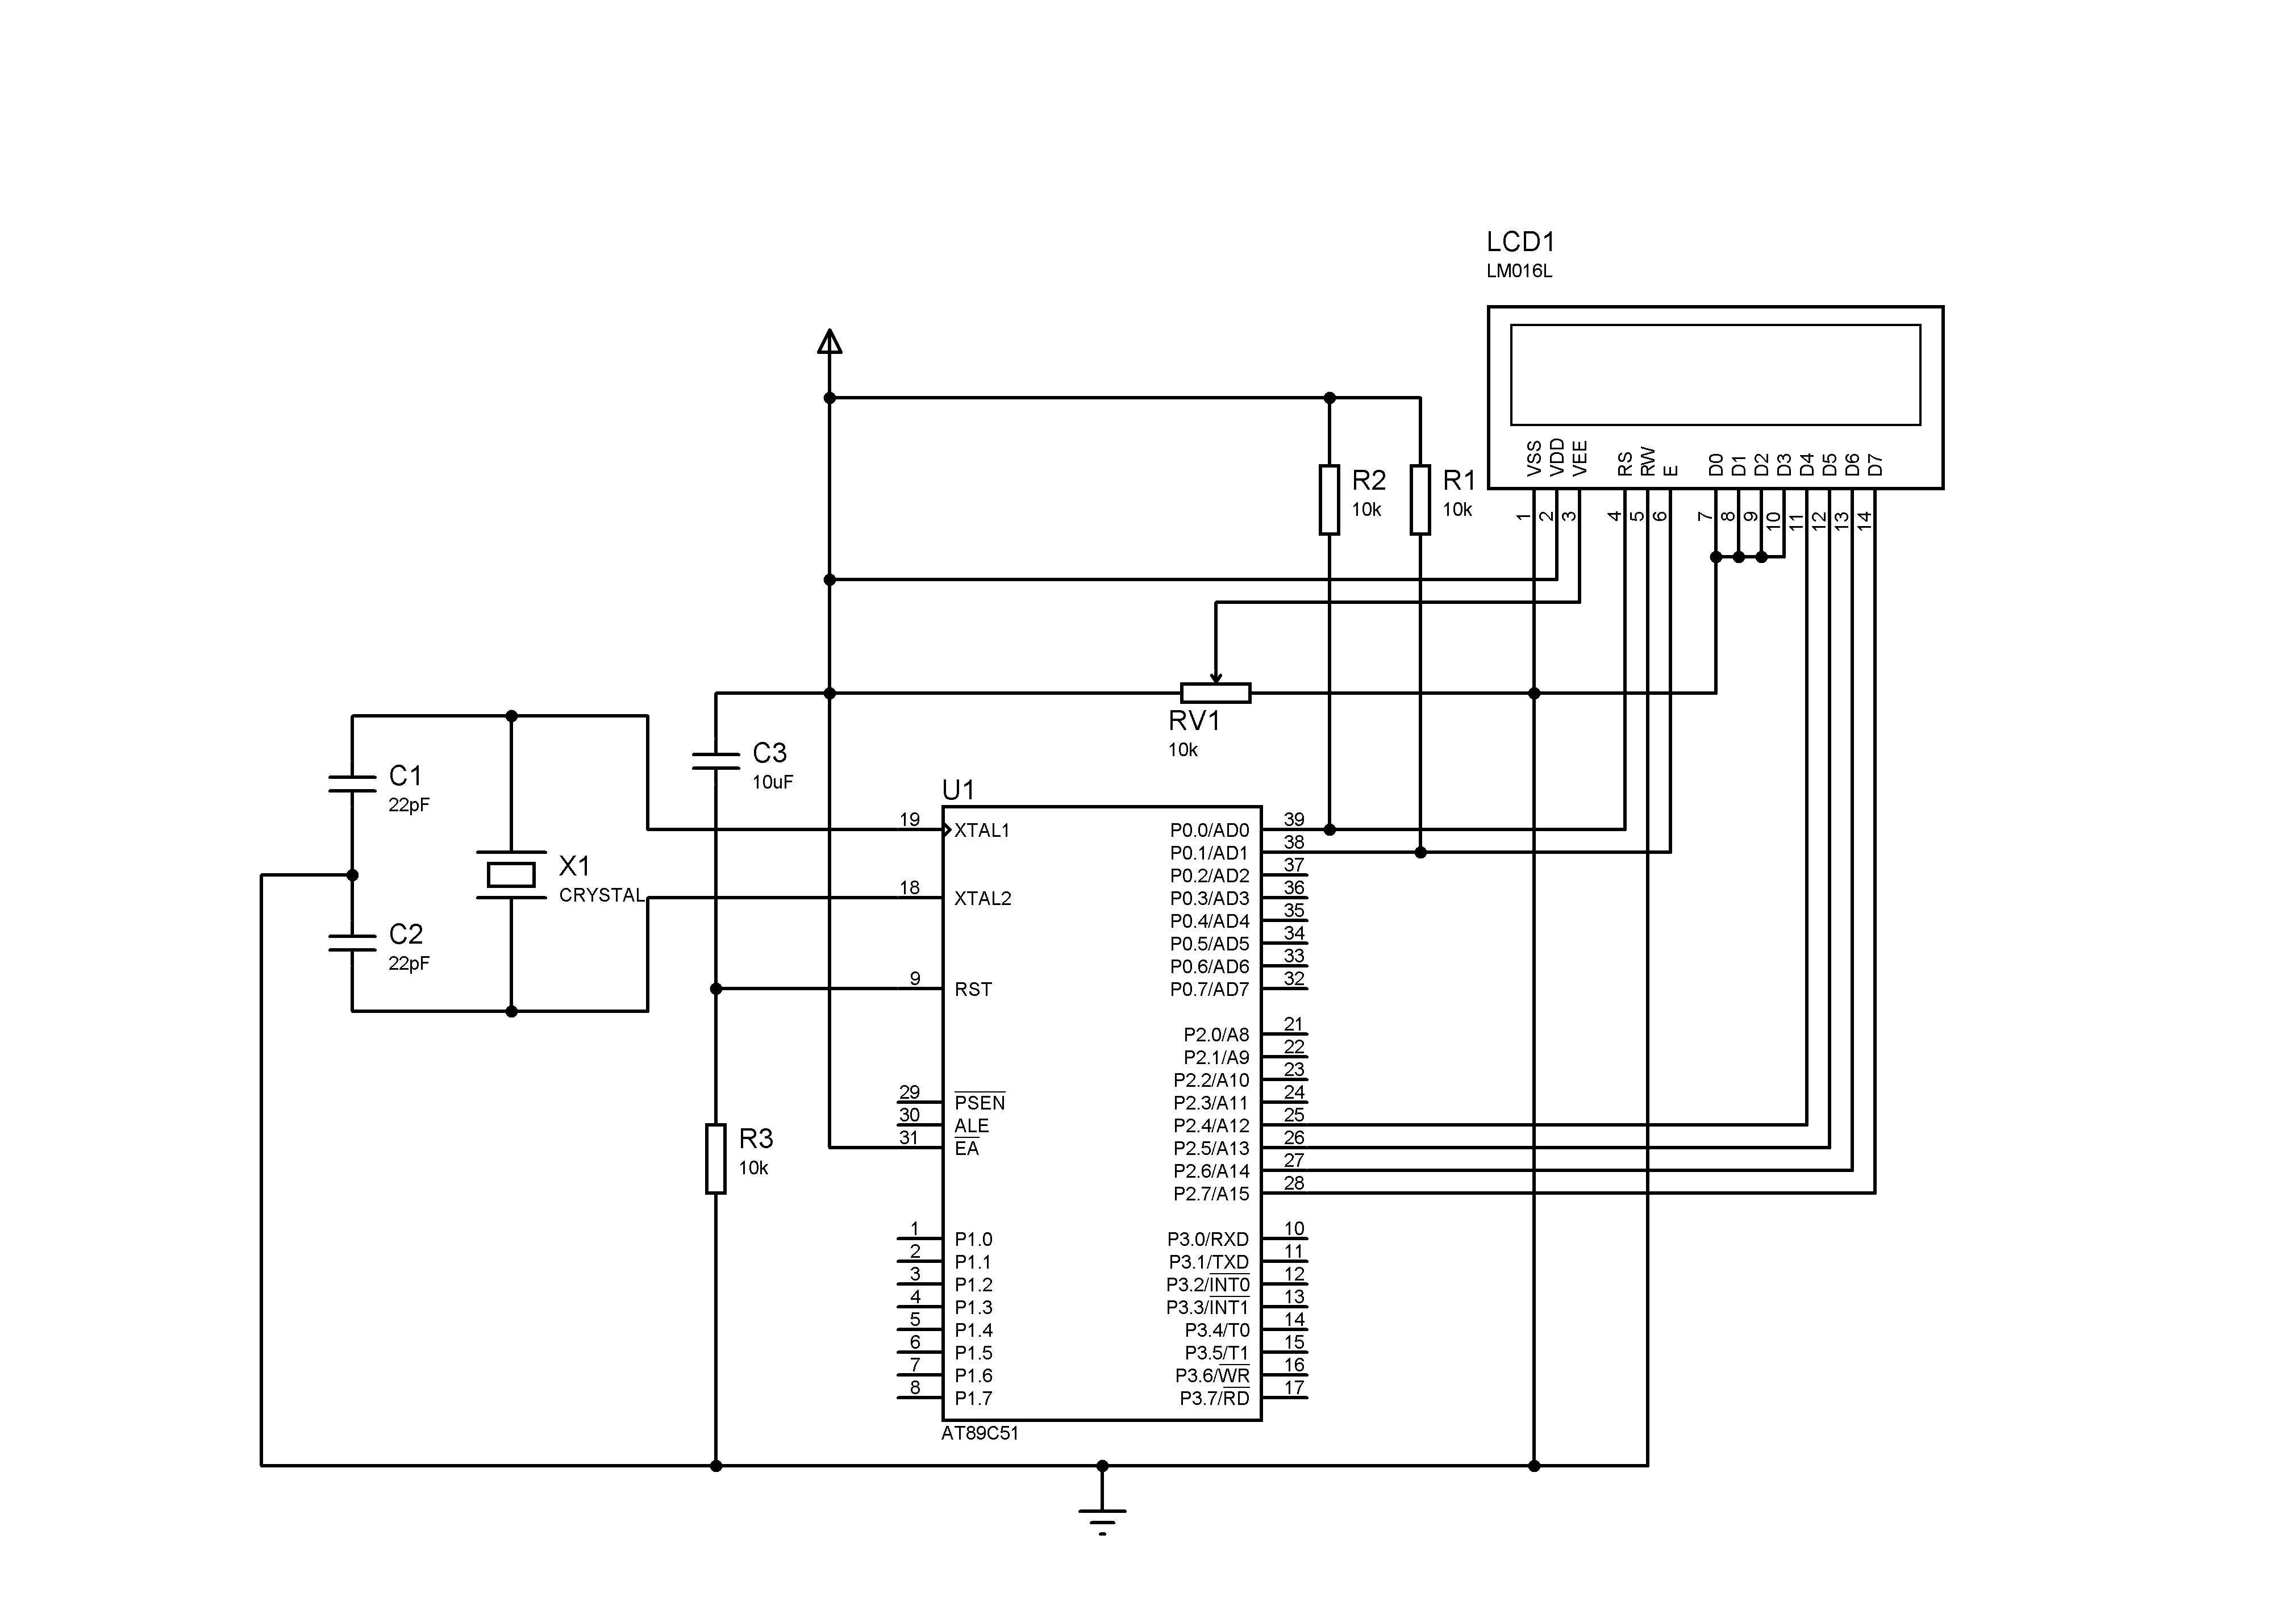 LCD1
LM016L
VSS
VDD
VEE
RS
RW
E
D0
D1
D2
D3
D4
D5
D6
D7
1
2
3
4
5
6
7
8
9
10
11
12
13
14
R2
10k
R1
10k
RV1
10k
C3
10uF
C1
22pF
C2
22pF
X1
CRYSTAL
R3
10k
U1
19 XTAL1
18 XTAL2
9 RST
29 PSEN
30 ALE
31 EA
1 P1.0
2 P1.1
3 P1.2
4 P1.3
5 P1.4
6 P1.5
7 P1.6
8 P1.7
P0.0/AD0 39
P0.1/AD1 38
P0.2/AD2 37
P0.3/AD3 36
P0.4/AD4 35
P0.5/AD5 34
P0.6/AD6 33
P0.7/AD7 32
P2.0/A8 21
P2.1/A9 22
P2.2/A10 23
P2.3/A11 24
P2.4/A12 25
P2.5/A13 26
P2.6/A14 27
P2.7/A15 28
P3.0/RXD 10
P3.1/TXD 11
P3.2/INT0 12
P3.3/INT1 13
P3.4/T0 14
P3.5/T1 15
P3.6/WR 16
P3.7/RD 17
AT89C51